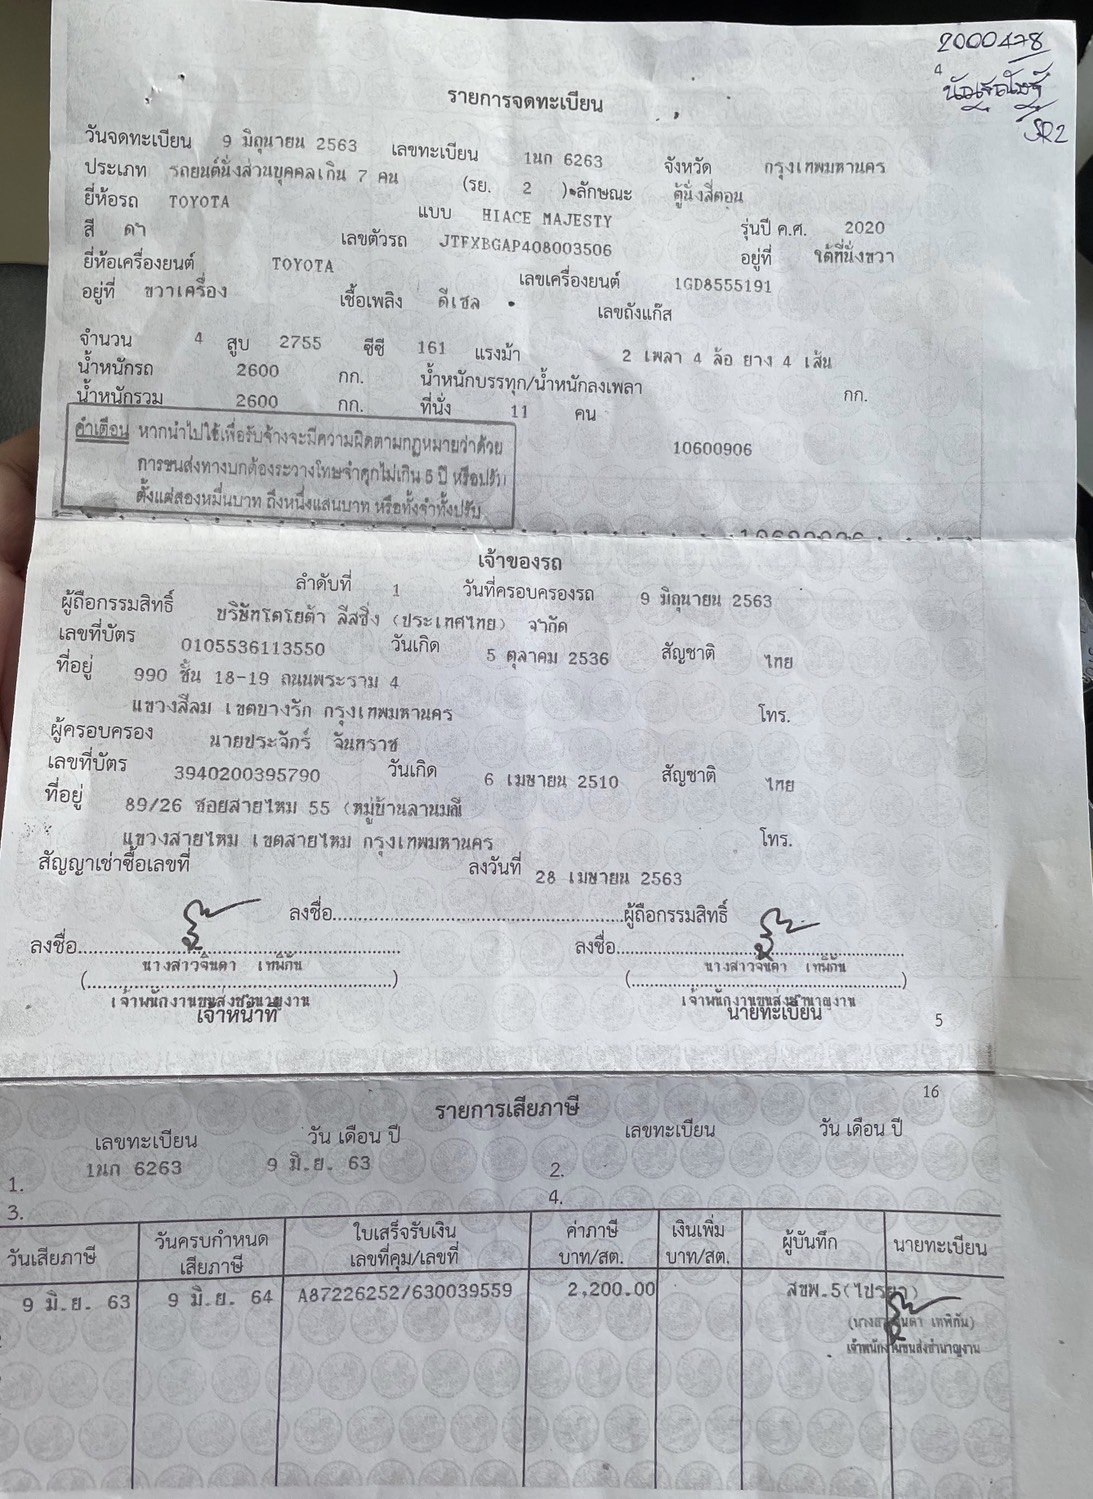 2000478
4
SR2
รายการจดทะเบียน
วันจดทะเบียน 9 มิถุนายน 2563 เลขทะเบียน 1นก 6263 จังหวัด กรุงเทพมหานคร
ประเภท รถยนต์นั่งส่วนบุคคลเกิน 7 คน (รย. 2 ) ลักษณะ ตู้นั่งสี่ตอน
ยี่ห้อรถ TOYOTA แบบ HIACE MAJESTY รุ่นปี ค.ศ. 2020
สี ดำ เลขตัวรถ JTFXBGAP408003506 อยู่ที่ ใต้ที่นั่งขวา
ยี่ห้อเครื่องยนต์ TOYOTA เลขเครื่องยนต์ 1GD8555191
อยู่ที่ ขวาเครื่อง เชื้อเพลิง ดีเซล เลขถังแก๊ส
จำนวน 4 สูบ 2755 ซีซี 161 แรงม้า 2 เพลา 4 ล้อ ยาง 4 เส้น
น้ำหนักรถ 2600 กก. น้ำหนักบรรทุก/น้ำหนักลงเพลา กก.
น้ำหนักรวม 2600 กก. ที่นั่ง 11 คน
คำเตือน หากนำไปใช้เพื่อรับจ้างจะมีความผิดตามกฎหมายว่าด้วย
การขนส่งทางบกต้องระวางโทษจำคุกไม่เกิน 5 ปี หรือปรับ
ตั้งแต่สองหมื่นบาท ถึงหนึ่งแสนบาท หรือทั้งจำทั้งปรับ
10600906
10600906
เจ้าของรถ
ลำดับที่ 1 วันที่ครอบครองรถ 9 มิถุนายน 2563
ผู้ถือกรรมสิทธิ์ บริษัทโตโยต้า ลีสซิ่ง (ประเทศไทย) จำกัด
เลขที่บัตร 0105536113550 วันเกิด 5 ตุลาคม 2536 สัญชาติ ไทย
ที่อยู่ 990 ชั้น 18-19 ถนนพระราม 4
แขวงสีลม เขตบางรัก กรุงเทพมหานคร โทร.
ผู้ครอบครอง นายประจักร์ จันทราช
เลขที่บัตร 3940200395790 วันเกิด 6 เมษายน 2510 สัญชาติ ไทย
ที่อยู่ 89/26 ซอยสายไหม 55 (หมู่บ้านลานมณี
แขวงสายไหม เขตสายไหม กรุงเทพมหานคร โทร.
สัญญาเช่าซื้อเลขที่ ลงวันที่ 28 เมษายน 2563
ลงชื่อ ผู้ถือกรรมสิทธิ์
ลงชื่อ ลงชื่อ
นางสาวจินดา เทพิกัน นางสาวจินดา เทพิกัน
( ) ( )
เจ้าพนักงานขนส่งชำนาญงาน เจ้าพนักงานขนส่งชำนาญงาน
เจ้าหน้าที่ นายทะเบียน
5
16
รายการเสียภาษี
เลขทะเบียน วัน เดือน ปี เลขทะเบียน วัน เดือน ปี
1. 1นก 6263 9 มิ.ย. 63 2.
3. 4.
วันเสียภาษี วันครบกำหนดเสียภาษี ใบเสร็จรับเงิน เลขที่คุม/เลขที่ ค่าภาษี บาท/สต. เงินเพิ่ม บาท/สต. ผู้บันทึก นายทะเบียน
9 มิ.ย. 63 9 มิ.ย. 64 A87226252/630039559 2,200.00 สขพ.5
(นางสาวจินดา เทพิกัน)
เจ้าพนักงานขนส่งชำนาญงาน